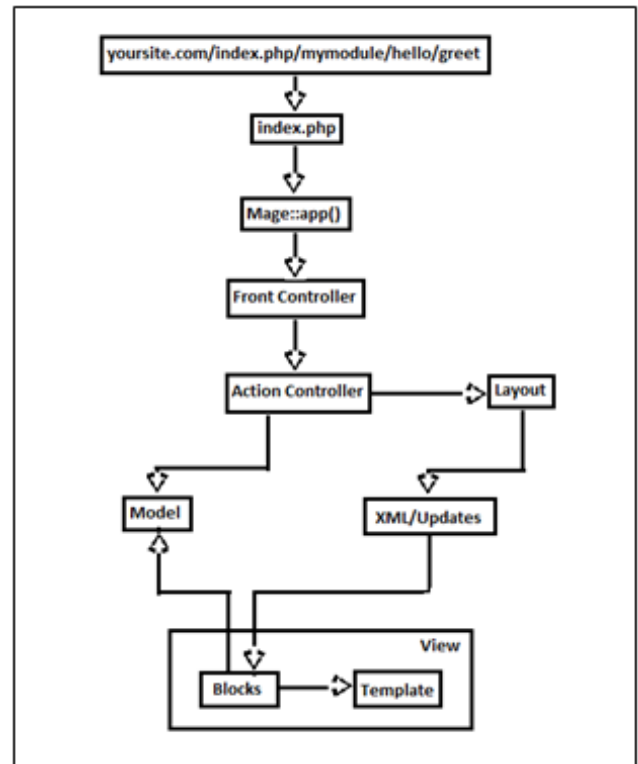 yoursite.com/index.php/mymodule/hello/greet
index.php
Mage::app()
Front Controller
Action Controller
Layout
Model
XML/Updates
View
Blocks
Template